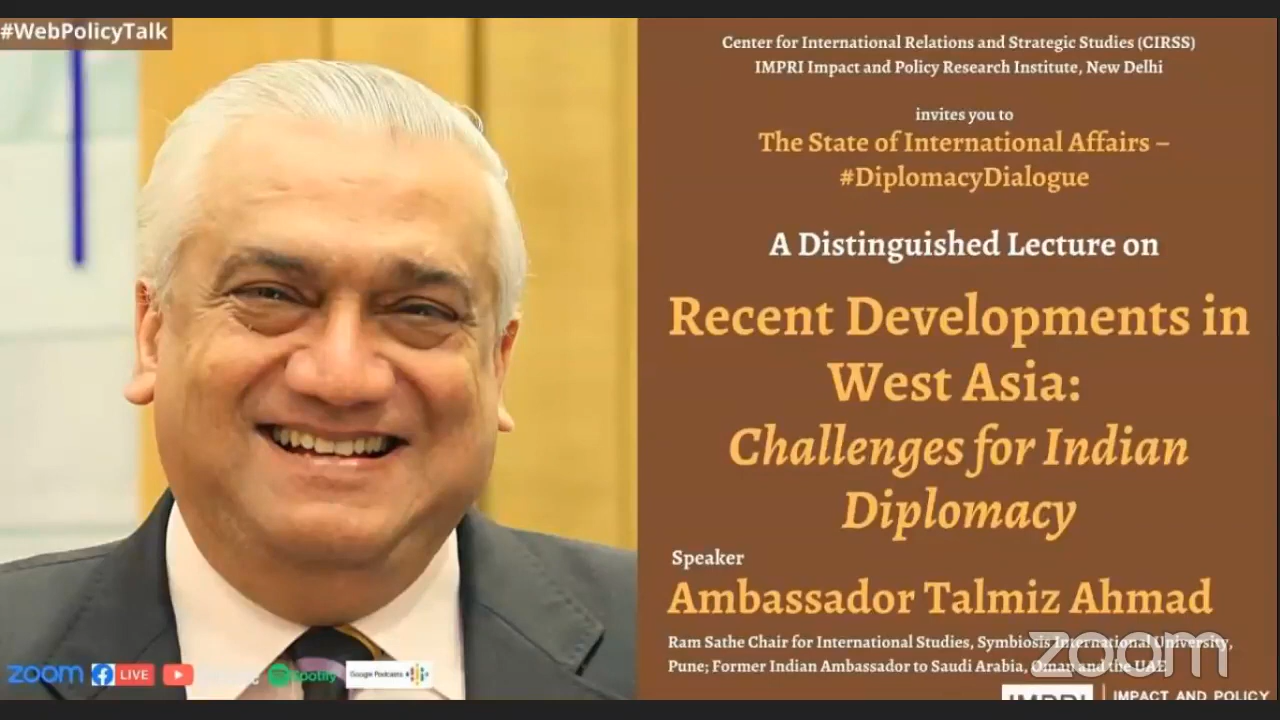 #WebPolicyTalk
Center for International Relations and Strategic Studies (CIRSS)
IMPRI Impact and Policy Research Institute, New Delhi
invites you to
The State of International Affairs –
#DiplomacyDialogue
A Distinguished Lecture on
Recent Developments in
West Asia:
Challenges for Indian
Diplomacy
Speaker
Ambassador Talmiz Ahmad
Ram Sathe Chair for International Studies, Symbiosis International University,
Pune; Former Indian Ambassador to Saudi Arabia, Oman and the UAE
zoom
zoom
LIVE
Spotify
Google Podcasts
IMPRI
IMPACT AND POLICY